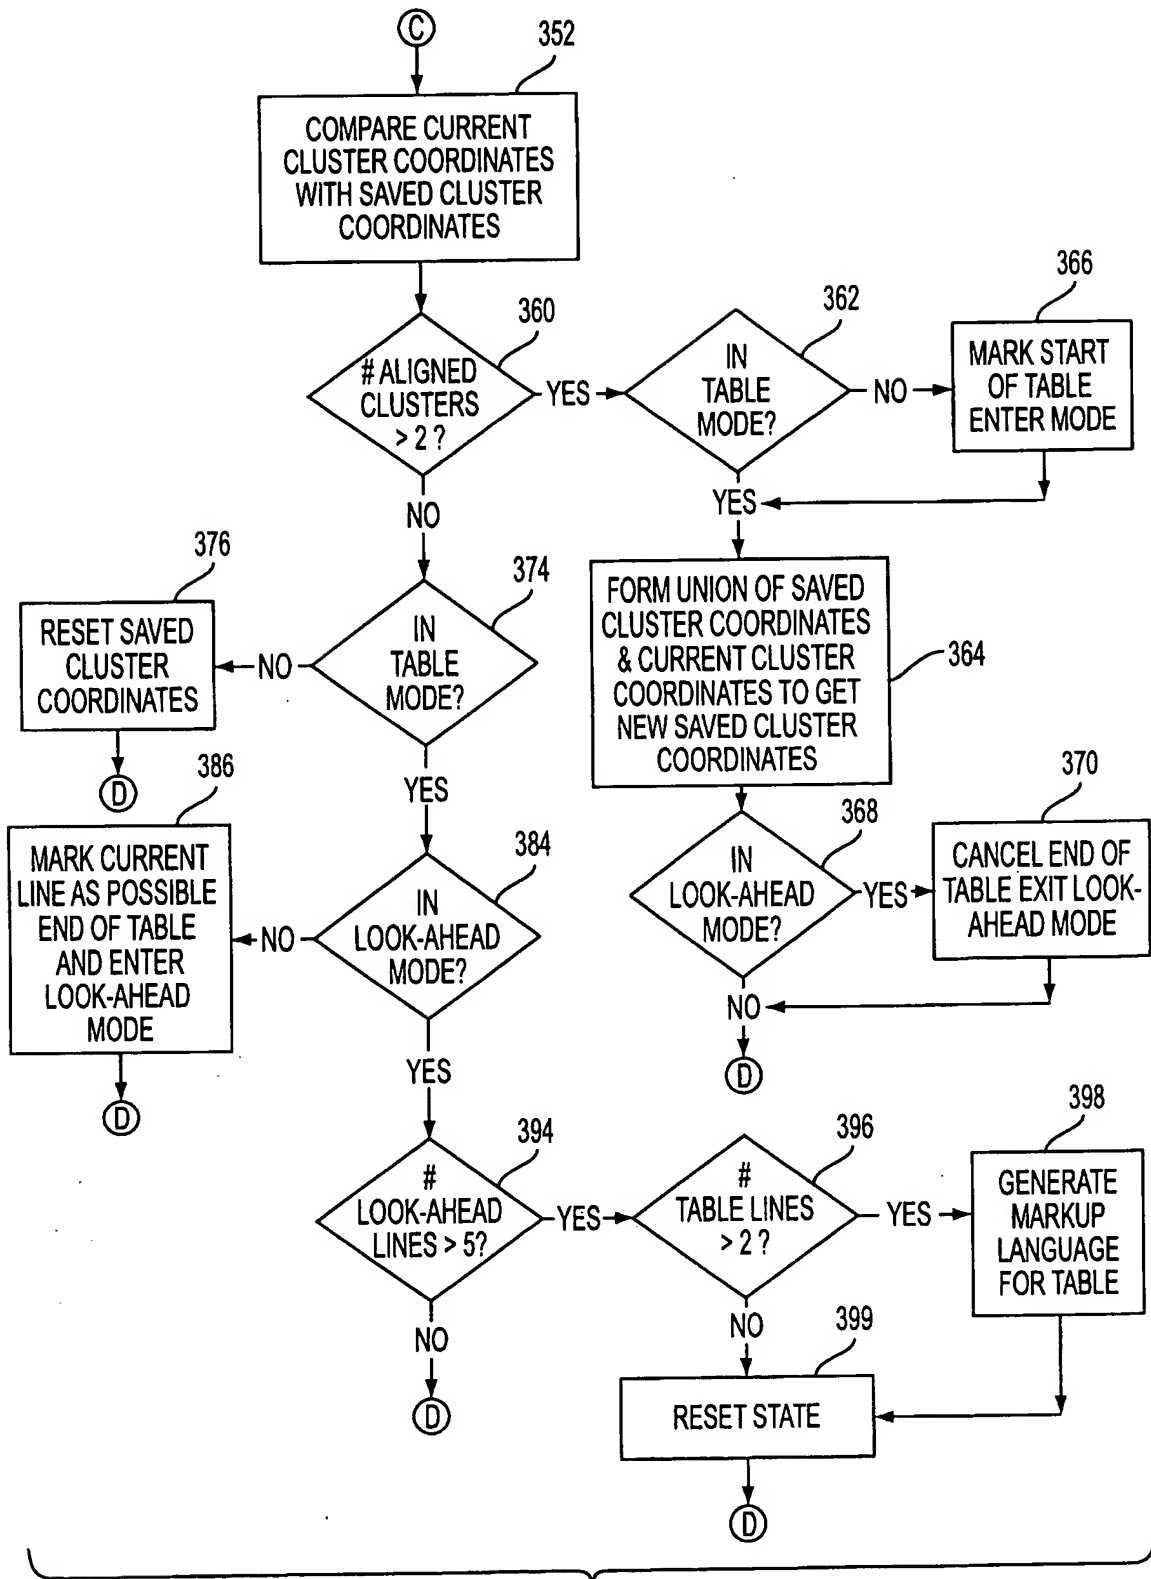 C
352
COMPARE CURRENT
CLUSTER COORDINATES
WITH SAVED CLUSTER
COORDINATES
360
# ALIGNED
CLUSTERS
> 2 ?
YES
362
IN
TABLE
MODE?
NO
366
MARK START
OF TABLE
ENTER MODE
NO
YES
376
RESET SAVED
CLUSTER
COORDINATES
NO
374
IN
TABLE
MODE?
FORM UNION OF SAVED
CLUSTER COORDINATES
& CURRENT CLUSTER
COORDINATES TO GET
NEW SAVED CLUSTER
COORDINATES
364
D
YES
386
MARK CURRENT
LINE AS POSSIBLE
END OF TABLE
AND ENTER
LOOK-AHEAD
MODE
NO
384
IN
LOOK-AHEAD
MODE?
368
IN
LOOK-AHEAD
MODE?
YES
370
CANCEL END OF
TABLE EXIT LOOK-
AHEAD MODE
NO
D
D
YES
394
#
LOOK-AHEAD
LINES > 5?
YES
396
#
TABLE LINES
> 2 ?
YES
398
GENERATE
MARKUP
LANGUAGE
FOR TABLE
NO
D
NO
399
RESET STATE
D